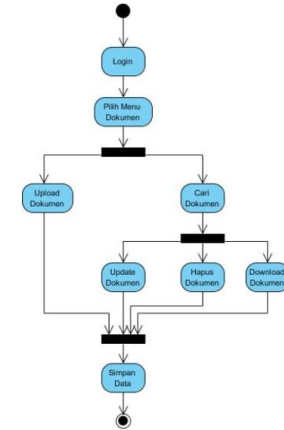 Login
Pilih Menu
Dokumen
Upload
Dokumen
Cari
Dokumen
Update
Dokumen
Hapus
Dokumen
Download
Dokumen
Simpan
Data